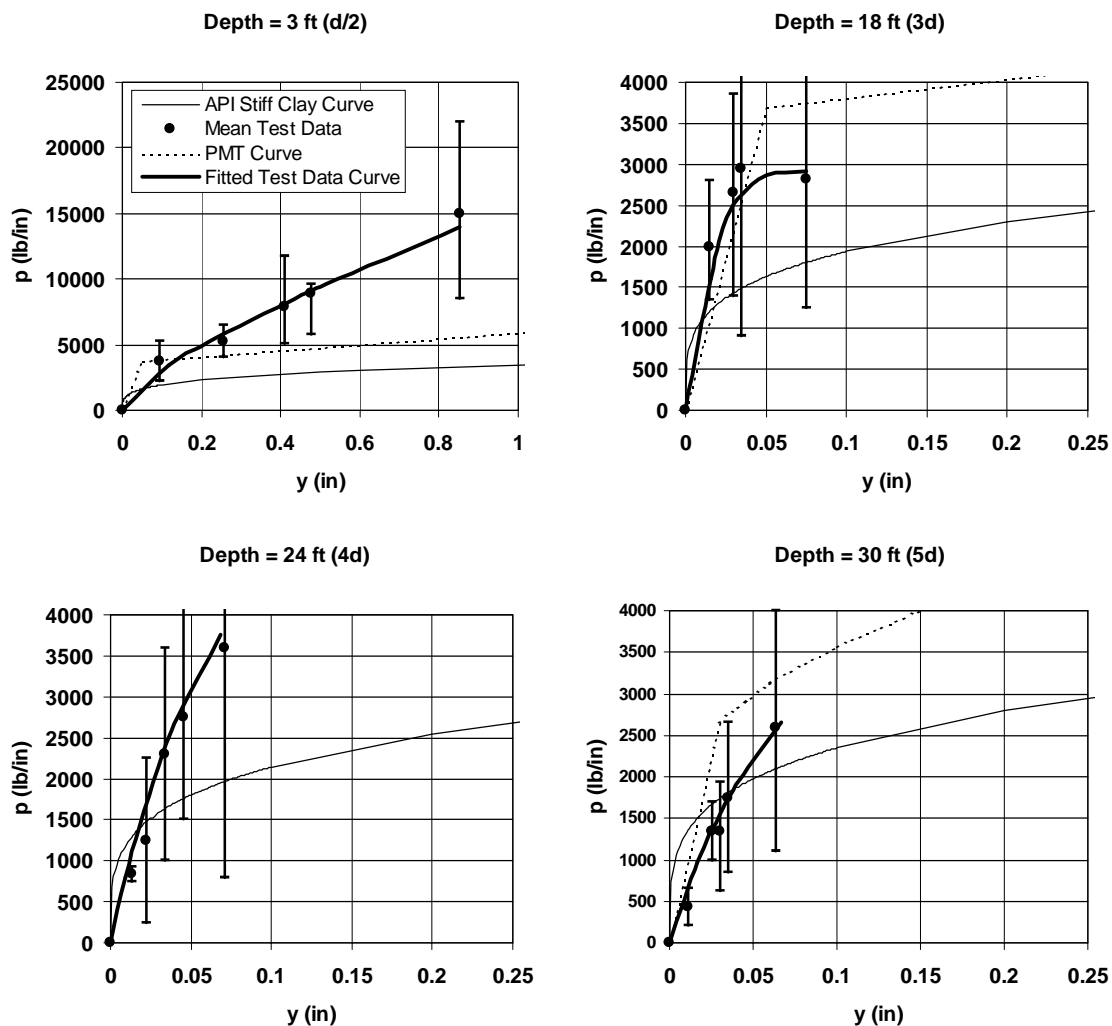 Depth = 3 ft (d/2)
p (lb/in)
25000
20000
15000
10000
5000
0
API Stiff Clay Curve
Mean Test Data
PMT Curve
Fitted Test Data Curve
0 0.2 0.4 0.6 0.8 1
y (in)
Depth = 18 ft (3d)
p (lb/in)
4000
3500
3000
2500
2000
1500
1000
500
0
0 0.05 0.1 0.15 0.2 0.25
y (in)
Depth = 24 ft (4d)
p (lb/in)
4000
3500
3000
2500
2000
1500
1000
500
0
0 0.05 0.1 0.15 0.2 0.25
y (in)
Depth = 30 ft (5d)
p (lb/in)
4000
3500
3000
2500
2000
1500
1000
500
0
0 0.05 0.1 0.15 0.2 0.25
y (in)